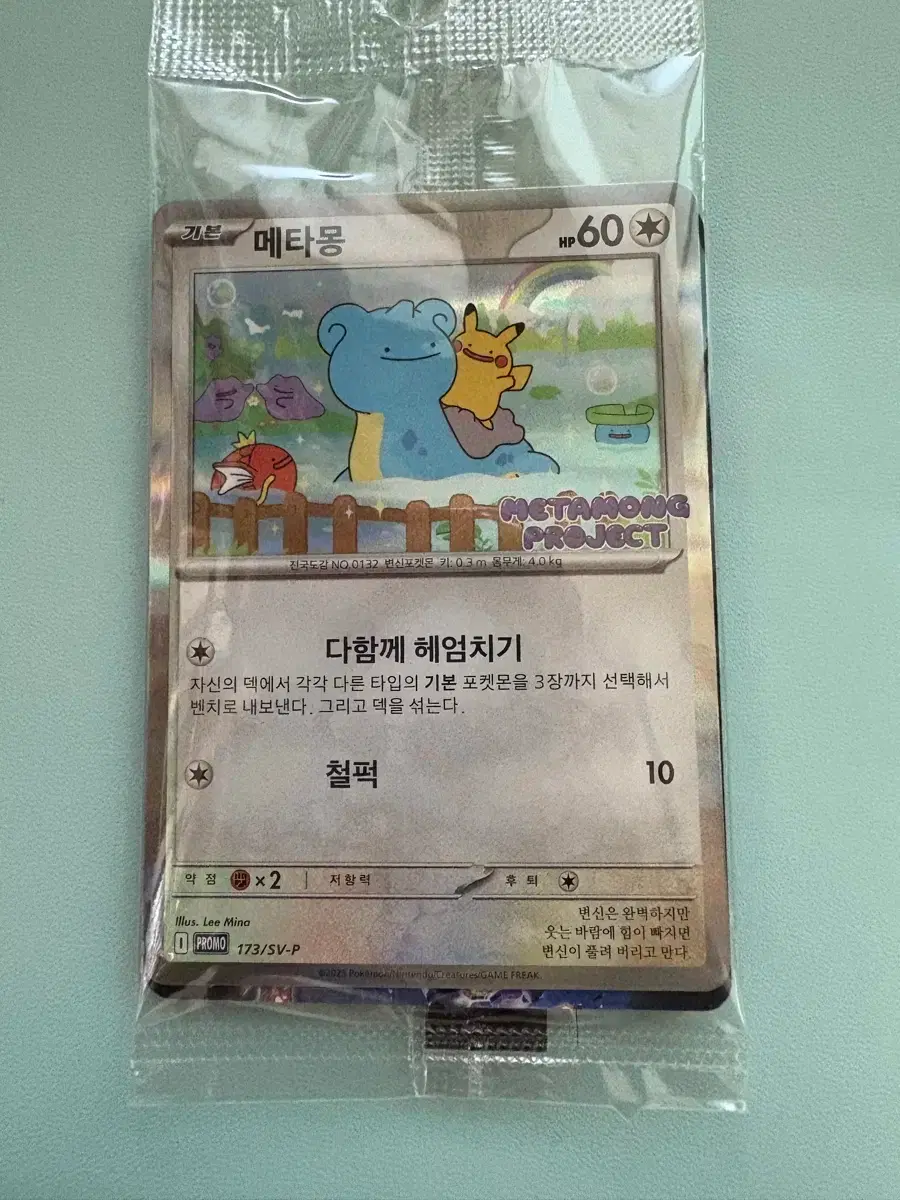 기본 메타몽 HP 60
METAMONG
PROJECT
전국도감 NO.0132 변신포켓몬 키: 0.3 m 몸무게: 4.0 kg
다함께 헤엄치기
자신의 덱에서 각각 다른 타입의 기본 포켓몬을 3장까지 선택해서
벤치로 내보낸다. 그리고 덱을 섞는다.
철퍽 10
약점 ×2 저항력 후퇴
Illus. Lee Mina
I PROMO 173/SV-P
변신은 완벽하지만
웃는 바람에 힘이 빠지면
변신이 풀려 버리고 만다.
©2025 Pokémon/Nintendo/Creatures/GAME FREAK